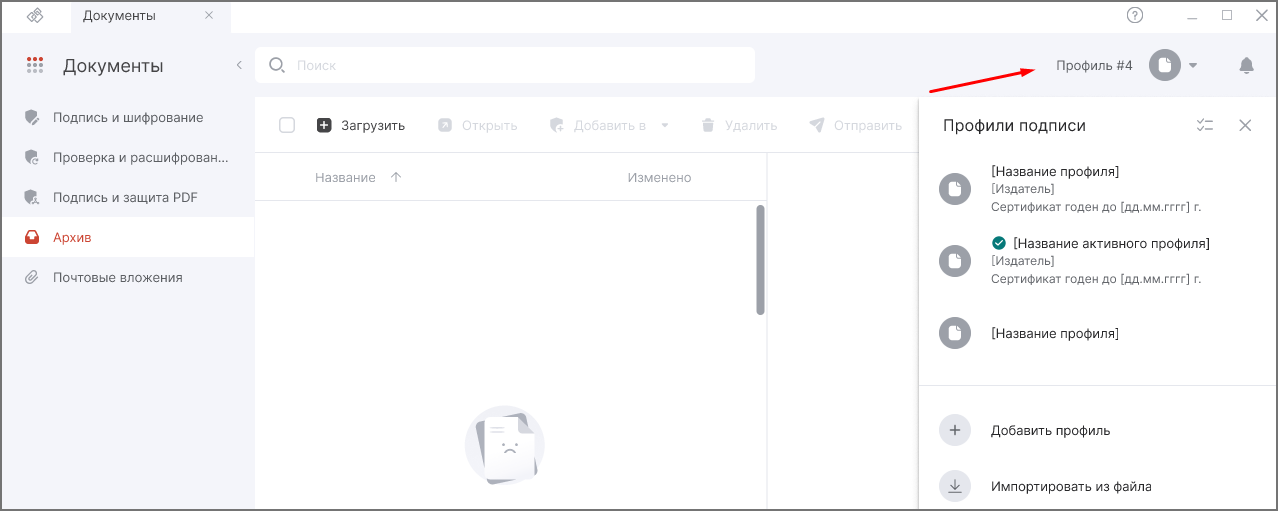 Документы
Документы
Поиск
Профиль #4
Подпись и шифрование
Проверка и расшифрован...
Подпись и защита PDF
Архив
Почтовые вложения
Загрузить
Открыть
Добавить в
Удалить
Отправить
Название
Изменено
Профили подписи
[Название профиля]
[Издатель]
Сертификат годен до [дд.мм.гггг] г.
[Название активного профиля]
[Издатель]
Сертификат годен до [дд.мм.гггг] г.
[Название профиля]
Добавить профиль
Импортировать из файла